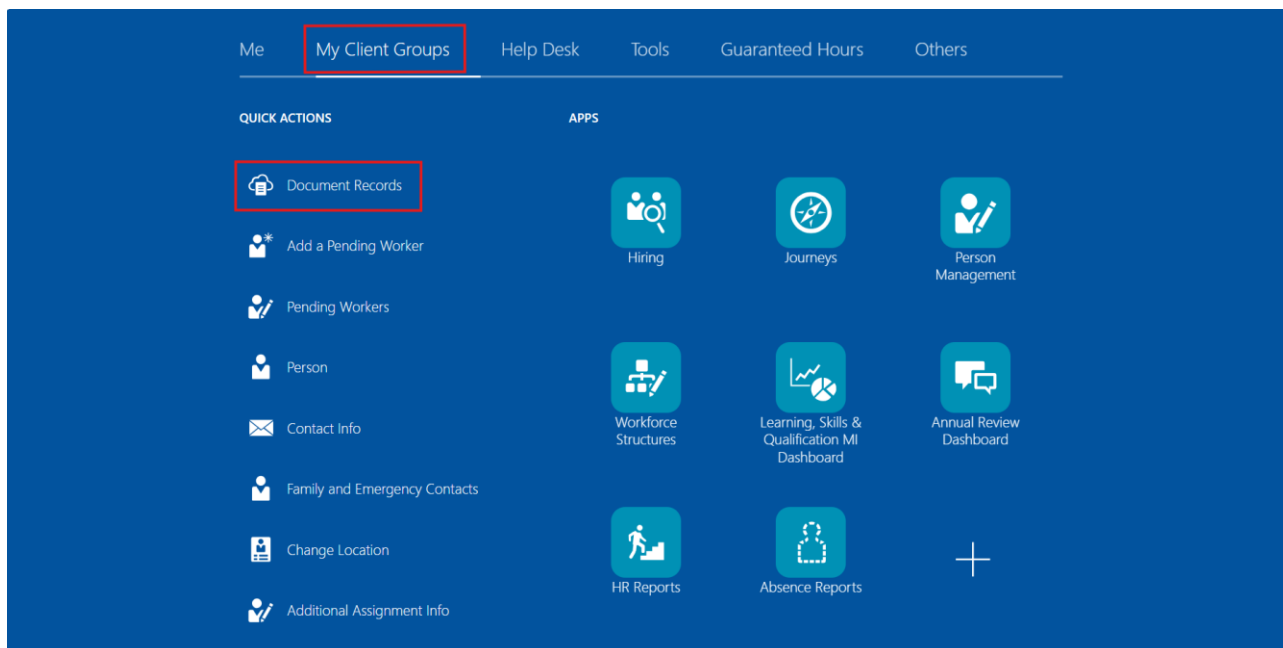 Me
My Client Groups
Help Desk
Tools
Guaranteed Hours
Others
QUICK ACTIONS
APPS
Document Records
Add a Pending Worker
Pending Workers
Person
Contact Info
Family and Emergency Contacts
Change Location
Additional Assignment Info
Hiring
Journeys
Person
Management
Workforce
Structures
Learning, Skills &
Qualification MI
Dashboard
Annual Review
Dashboard
HR Reports
Absence Reports